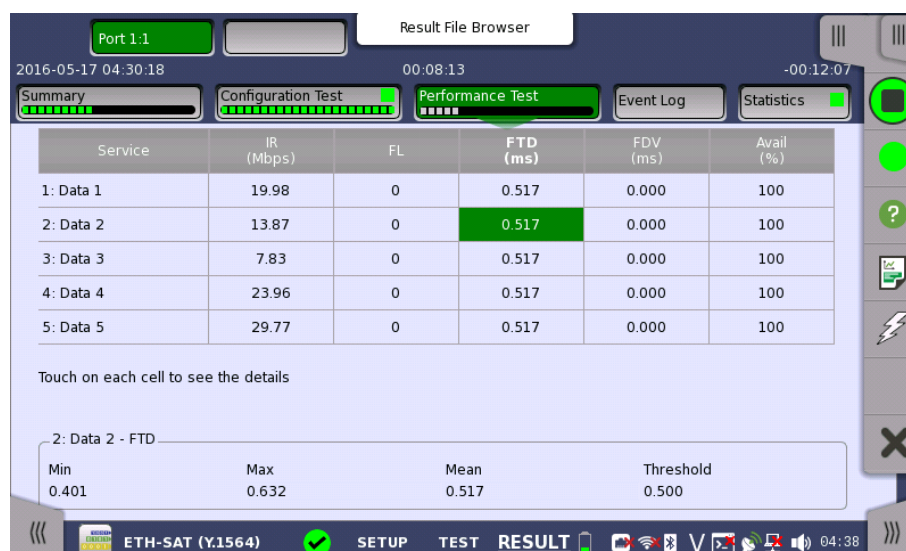 Port 1:1
Result File Browser
2016-05-17 04:30:18 00:08:13 -00:12:07
Summary Configuration Test Performance Test Event Log Statistics
Service IR (Mbps) FL FTD (ms) FDV (ms) Avail (%)
1: Data 1 19.98 0 0.517 0.000 100
2: Data 2 13.87 0 0.517 0.000 100
3: Data 3 7.83 0 0.517 0.000 100
4: Data 4 23.96 0 0.517 0.000 100
5: Data 5 29.77 0 0.517 0.000 100
Touch on each cell to see the details
2: Data 2 - FTD
Min Max Mean Threshold
0.401 0.632 0.517 0.500
ETH-SAT (Y.1564) SETUP TEST RESULT V 04:38